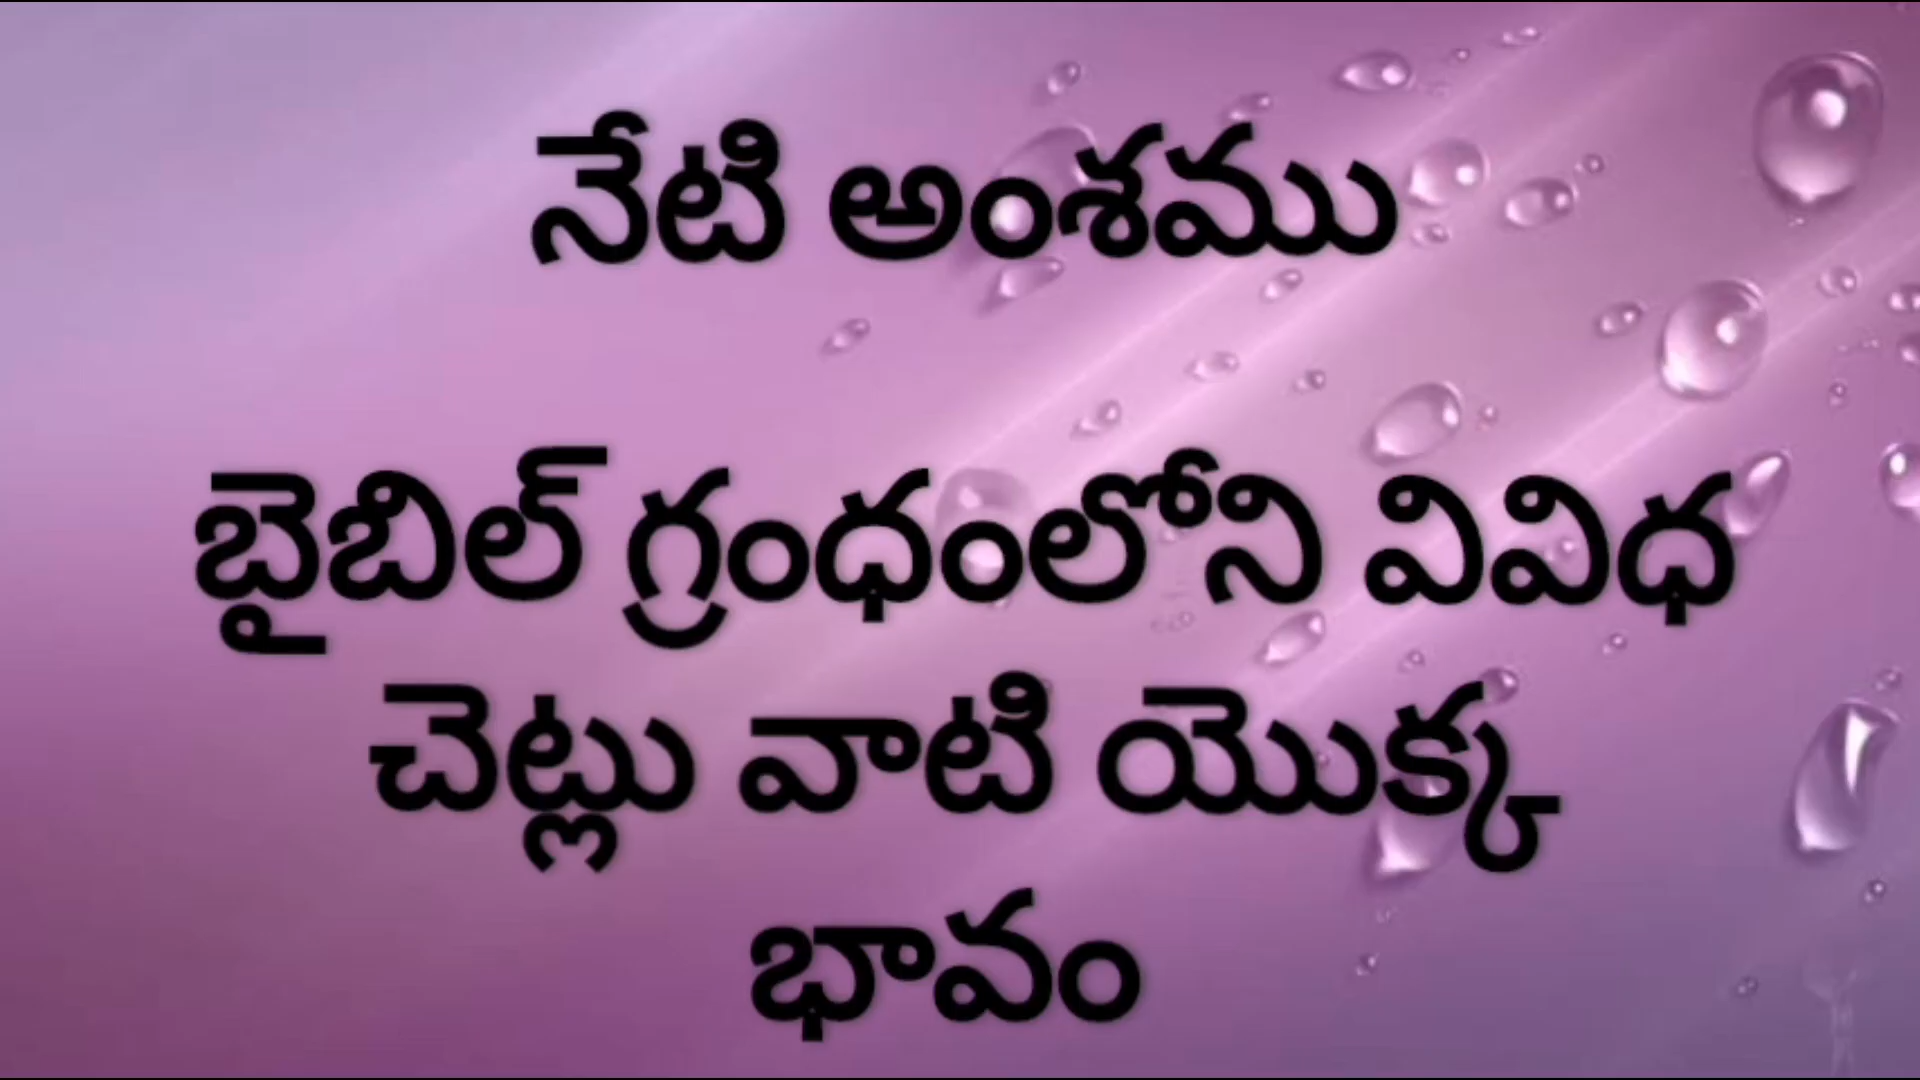 నేటి అంశము
బైబిల్ గ్రంధంలోని వివిధ
చెట్లు వాటి యొక్క
భావం